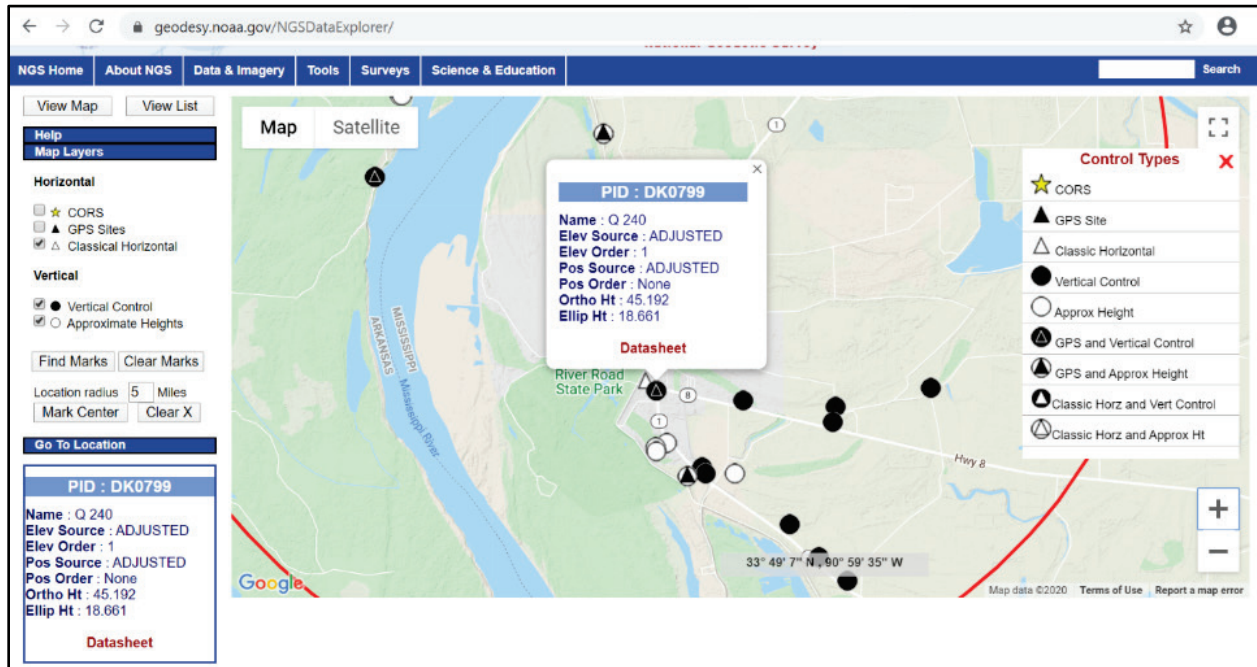 geodesy.noaa.gov/NGSDataExplorer/
National Geodetic Survey
NGS Home
About NGS
Data & Imagery
Tools
Surveys
Science & Education
Search
View Map
View List
Help
Map Layers
Horizontal
CORS
GPS Sites
Classical Horizontal
Vertical
Vertical Control
Approximate Heights
Find Marks
Clear Marks
Location radius 5 Miles
Mark Center
Clear X
Go To Location
PID : DK0799
Name : Q 240
Elev Source : ADJUSTED
Elev Order : 1
Pos Source : ADJUSTED
Pos Order : None
Ortho Ht : 45.192
Ellip Ht : 18.661
Datasheet
Map
Satellite
1
PID : DK0799
Name : Q 240
Elev Source : ADJUSTED
Elev Order : 1
Pos Source : ADJUSTED
Pos Order : None
Ortho Ht : 45.192
Ellip Ht : 18.661
Datasheet
MISSISSIPPI
ARKANSAS
Mississippi River
River Road
State Park
8
1
Hwy 8
33° 49' 7" N , 90° 59' 35" W
Google
Map data ©2020
Terms of Use
Report a map error
Control Types
X
CORS
GPS Site
Classic Horizontal
Vertical Control
Approx Height
GPS and Vertical Control
GPS and Approx Height
Classic Horz and Vert Control
Classic Horz and Approx Ht